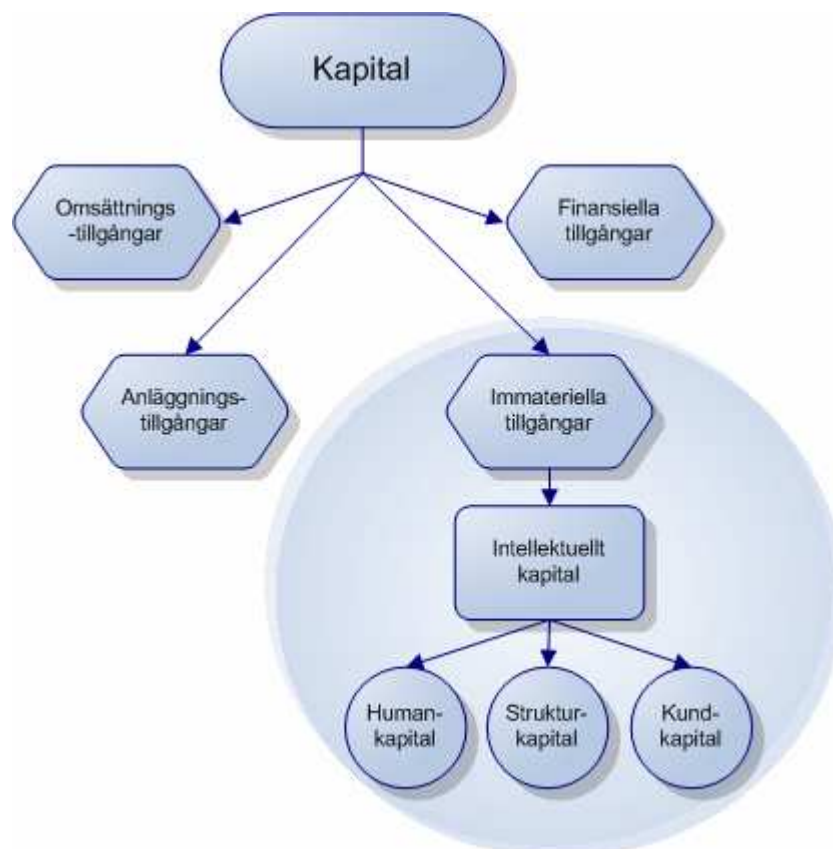 Kapital
Omsättnings
-tillgångar
Finansiella
tillgångar
Anläggnings-
tillgångar
Immateriella
tillgångar
Intellektuellt
kapital
Human-
kapital
Struktur-
kapital
Kund-
kapital